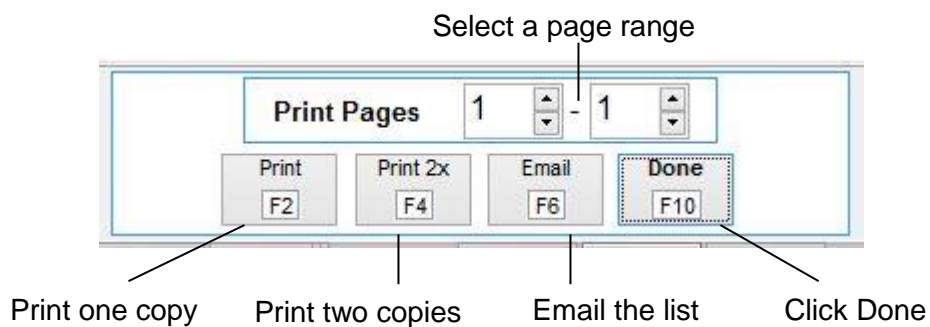 Select a page range
Print Pages 1 - 1
Print Print 2x Email Done
F2 F4 F6 F10
Print one copy Print two copies Email the list Click Done